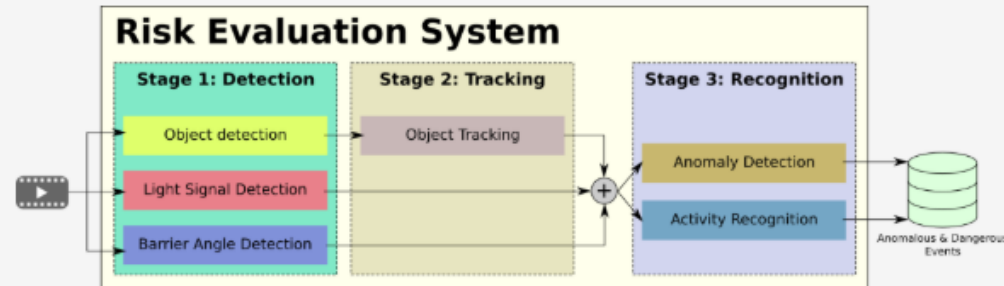 Risk Evaluation System
Stage 1: Detection
Stage 2: Tracking
Stage 3: Recognition
Object detection
Object Tracking
Light Signal Detection
Barrier Angle Detection
+
Anomaly Detection
Activity Recognition
Anomalous & Dangerous
Events